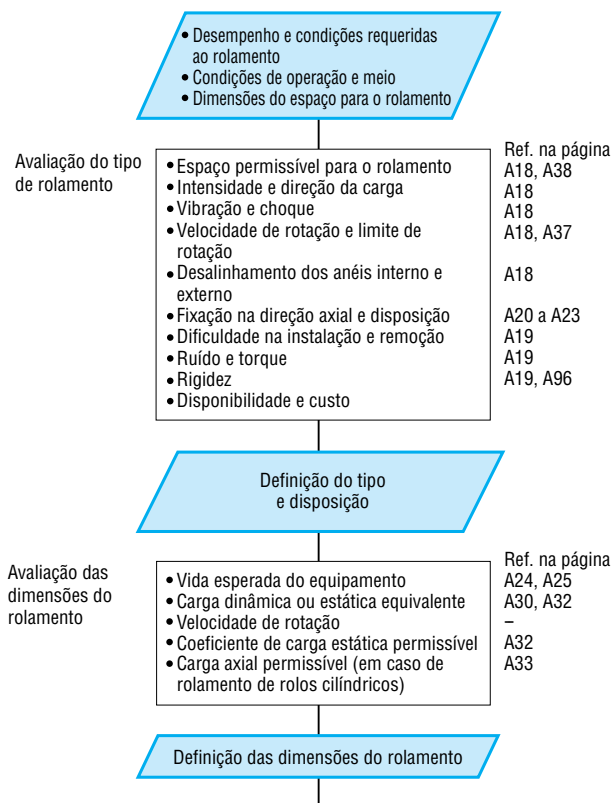 • Desempenho e condições requeridas
ao rolamento
• Condições de operação e meio
• Dimensões do espaço para o rolamento
Avaliação do tipo
de rolamento
Ref. na página
• Espaço permissível para o rolamento A18, A38
• Intensidade e direção da carga A18
• Vibração e choque A18
• Velocidade de rotação e limite de A18, A37
rotação
• Desalinhamento dos anéis interno e A18
externo
• Fixação na direção axial e disposição A20 a A23
• Dificuldade na instalação e remoção A19
• Ruído e torque A19
• Rigidez A19, A96
• Disponibilidade e custo
Definição do tipo
e disposição
Avaliação das
dimensões do
rolamento
Ref. na página
• Vida esperada do equipamento A24, A25
• Carga dinâmica ou estática equivalente A30, A32
• Velocidade de rotação –
• Coeficiente de carga estática permissível A32
• Carga axial permissível (em caso de A33
rolamento de rolos cilíndricos)
Definição das dimensões do rolamento